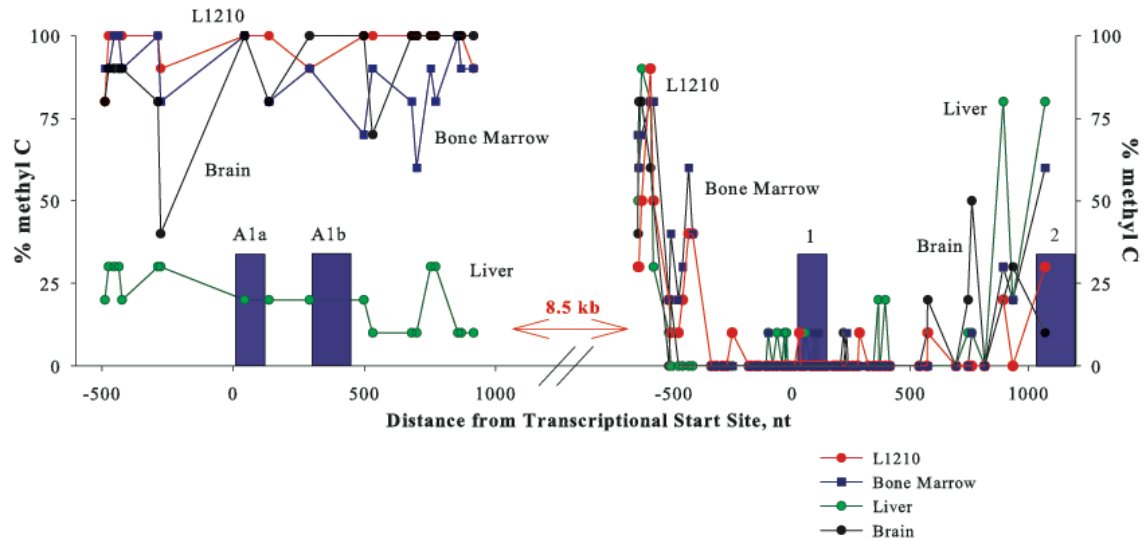 L1210
100
75
50
25
0
% methyl C
Brain
Bone Marrow
A1a
A1b
Liver
-500
0
500
1000
8.5 kb
L1210
Bone Marrow
1
Brain
Liver
2
-500
0
500
1000
100
75
50
25
0
% methyl C
Distance from Transcriptional Start Site, nt
L1210
Bone Marrow
Liver
Brain